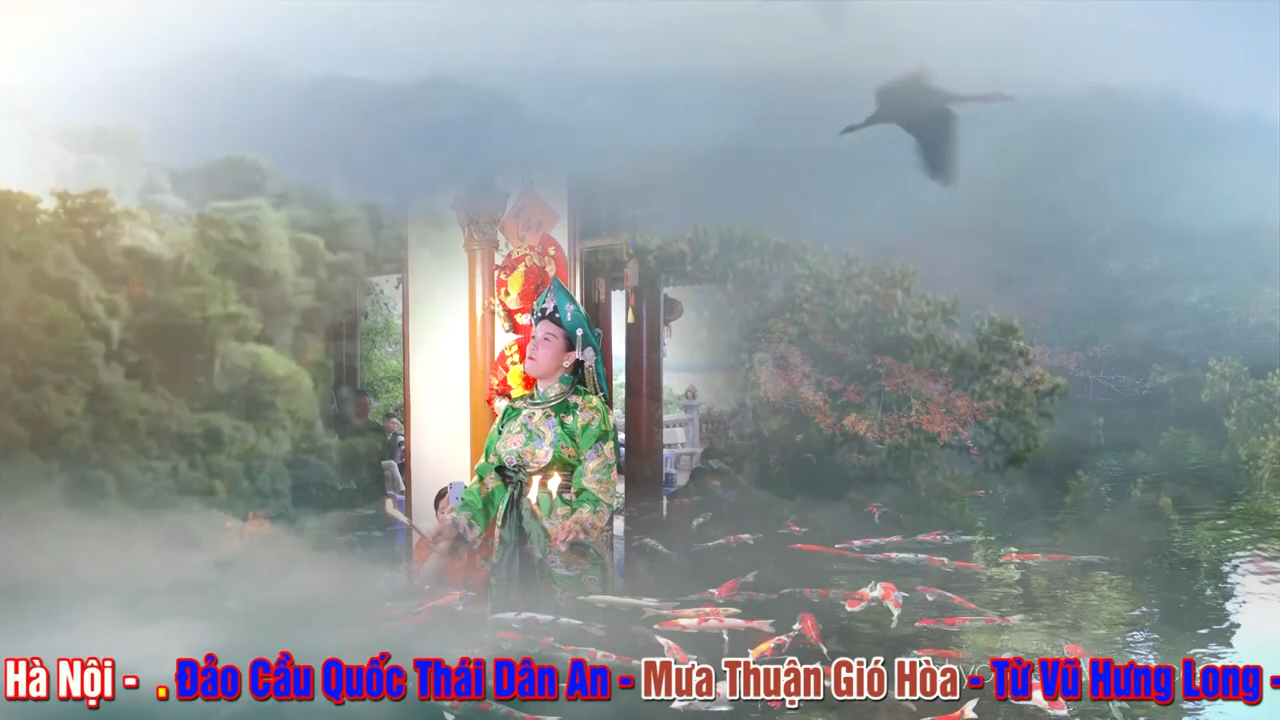 Hà Nội - . Đảo Cầu Quốc Thái Dân An - Mưa Thuận Gió Hòa - Từ Vũ Hưng Long -